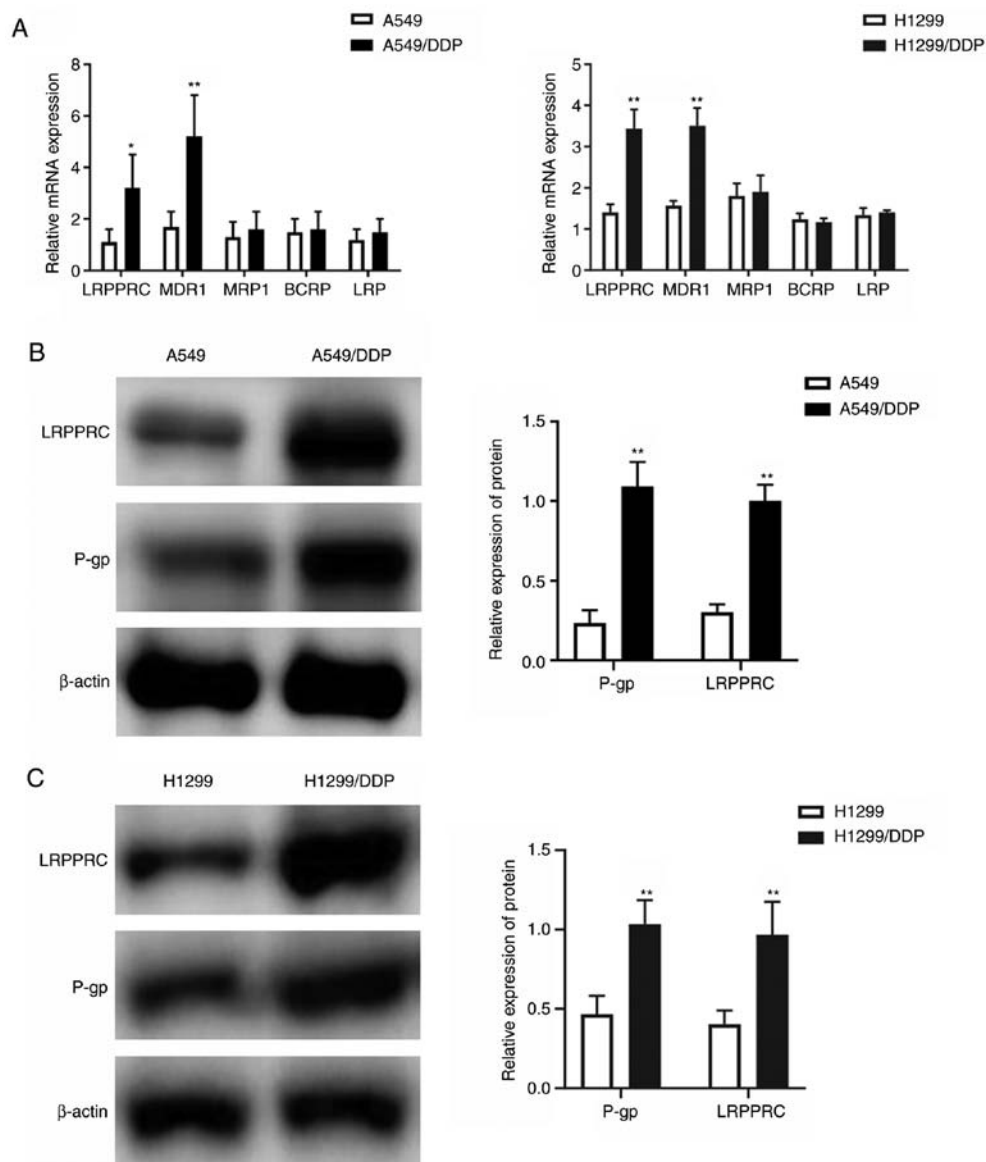 A
A549
A549/DDP
Relative mRNA expression
8
6
4
2
0
*
**
LRPPRC MDR1 MRP1 BCRP LRP
H1299
H1299/DDP
Relative mRNA expression
5
4
3
2
1
0
**
**
LRPPRC MDR1 MRP1 BCRP LRP
B
A549 A549/DDP
LRPPRC
P-gp
β-actin
A549
A549/DDP
Relative expression of protein
1.5
1.0
0.5
0.0
**
**
P-gp LRPPRC
C
H1299 H1299/DDP
LRPPRC
P-gp
β-actin
H1299
H1299/DDP
Relative expression of protein
1.5
1.0
0.5
0.0
**
**
P-gp LRPPRC